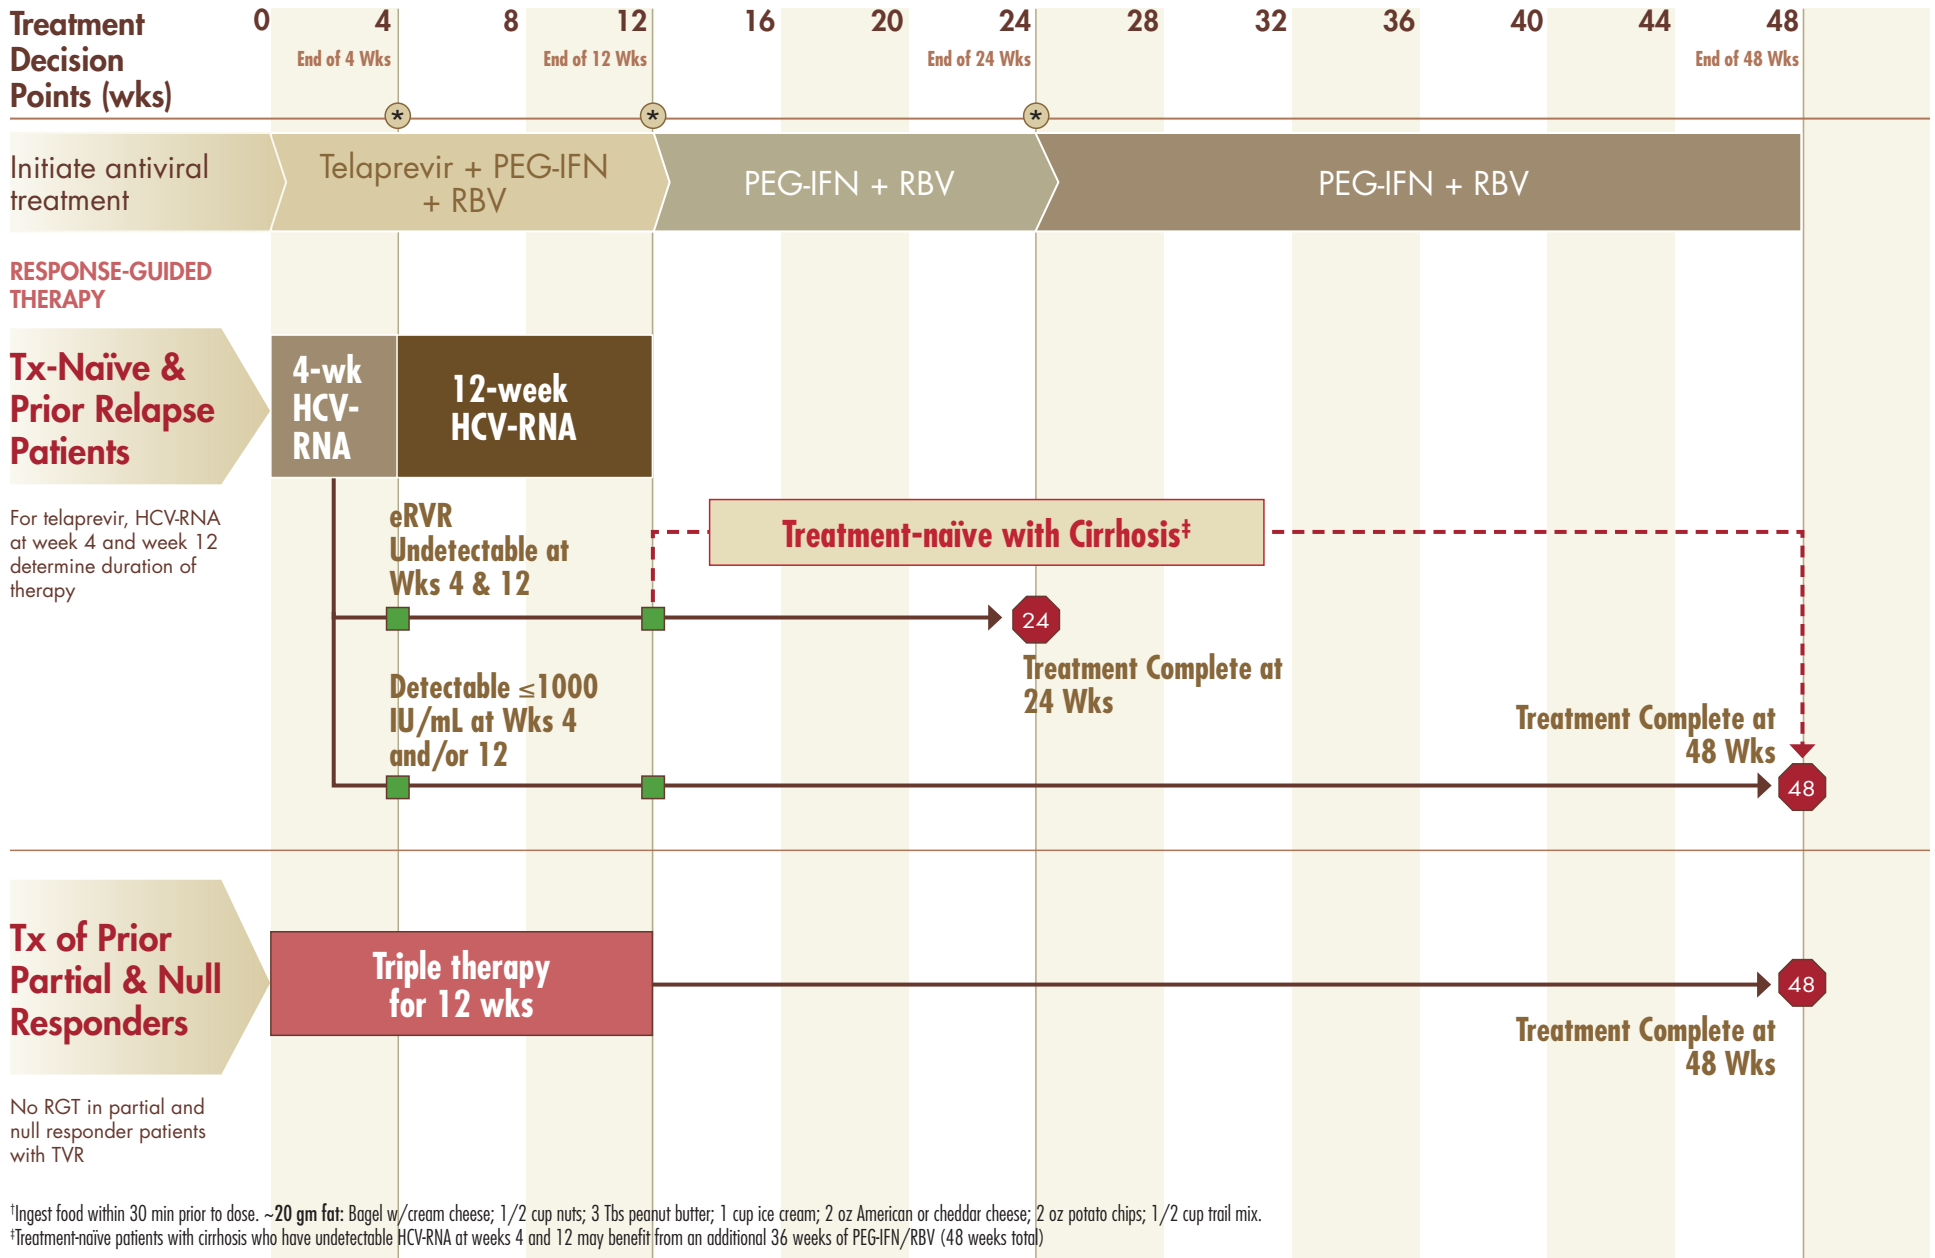 Treatment
Decision
Points (wks)
0 4 8 12 16 20 24 28 32 36 40 44 48
End of 4 Wks End of 12 Wks End of 24 Wks End of 48 Wks
* * *
Initiate antiviral
treatment
Telaprevir + PEG-IFN
+ RBV
PEG-IFN + RBV
PEG-IFN + RBV
RESPONSE-GUIDED
THERAPY
Tx-Naïve &
Prior Relapse
Patients
For telaprevir, HCV-RNA
at week 4 and week 12
determine duration of
therapy
4-wk
HCV-
RNA
12-week
HCV-RNA
eRVR
Undetectable at
Wks 4 & 12
Treatment-naïve with Cirrhosis‡
24
Treatment Complete at
24 Wks
Detectable ≤1000
IU/mL at Wks 4
and/or 12
Treatment Complete at
48 Wks
48
Tx of Prior
Partial & Null
Responders
No RGT in partial and
null responder patients
with TVR
Triple therapy
for 12 wks
48
Treatment Complete at
48 Wks
†Ingest food within 30 min prior to dose. ~20 gm fat: Bagel w/cream cheese; 1/2 cup nuts; 3 Tbs peanut butter; 1 cup ice cream; 2 oz American or cheddar cheese; 2 oz potato chips; 1/2 cup trail mix.
‡Treatment-naïve patients with cirrhosis who have undetectable HCV-RNA at weeks 4 and 12 may benefit from an additional 36 weeks of PEG-IFN/RBV (48 weeks total)